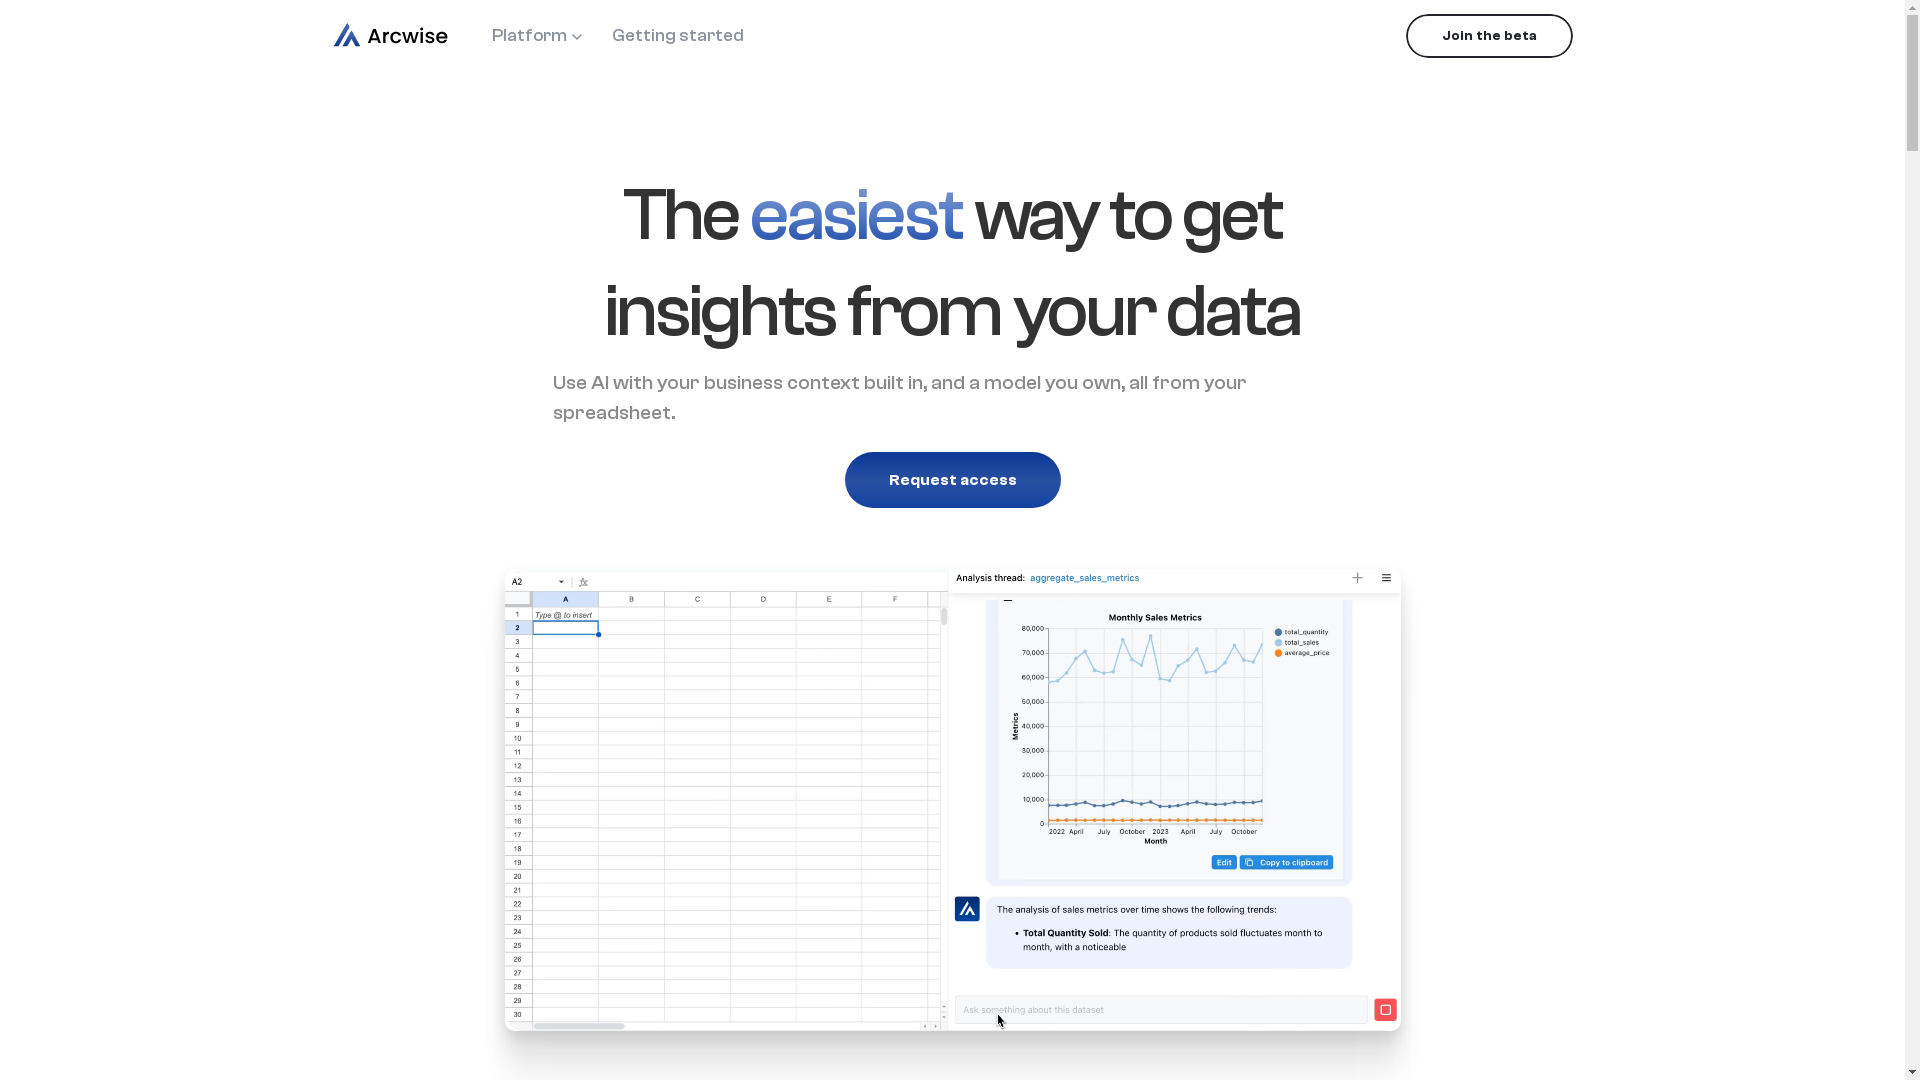 Arcwise
Platform
Getting started
Join the beta
The easiest way to get
insights from your data
Use AI with your business context built in, and a model you own, all from your
spreadsheet.
Request access
A2
fx
A B C D E F
1 Type @ to insert
2
3
4
5
6
7
8
9
10
11
12
13
14
15
16
17
18
19
20
21
22
23
24
25
26
27
28
29
30
Analysis thread: aggregate_sales_metrics
Monthly Sales Metrics
80,000
70,000
60,000
50,000
40,000
30,000
20,000
10,000
0
Metrics
2022 April July October 2023 April July October
Month
total_quantity
total_sales
average_price
Edit
Copy to clipboard
The analysis of sales metrics over time shows the following trends:
• Total Quantity Sold: The quantity of products sold fluctuates month to
month, with a noticeable
Ask something about this dataset